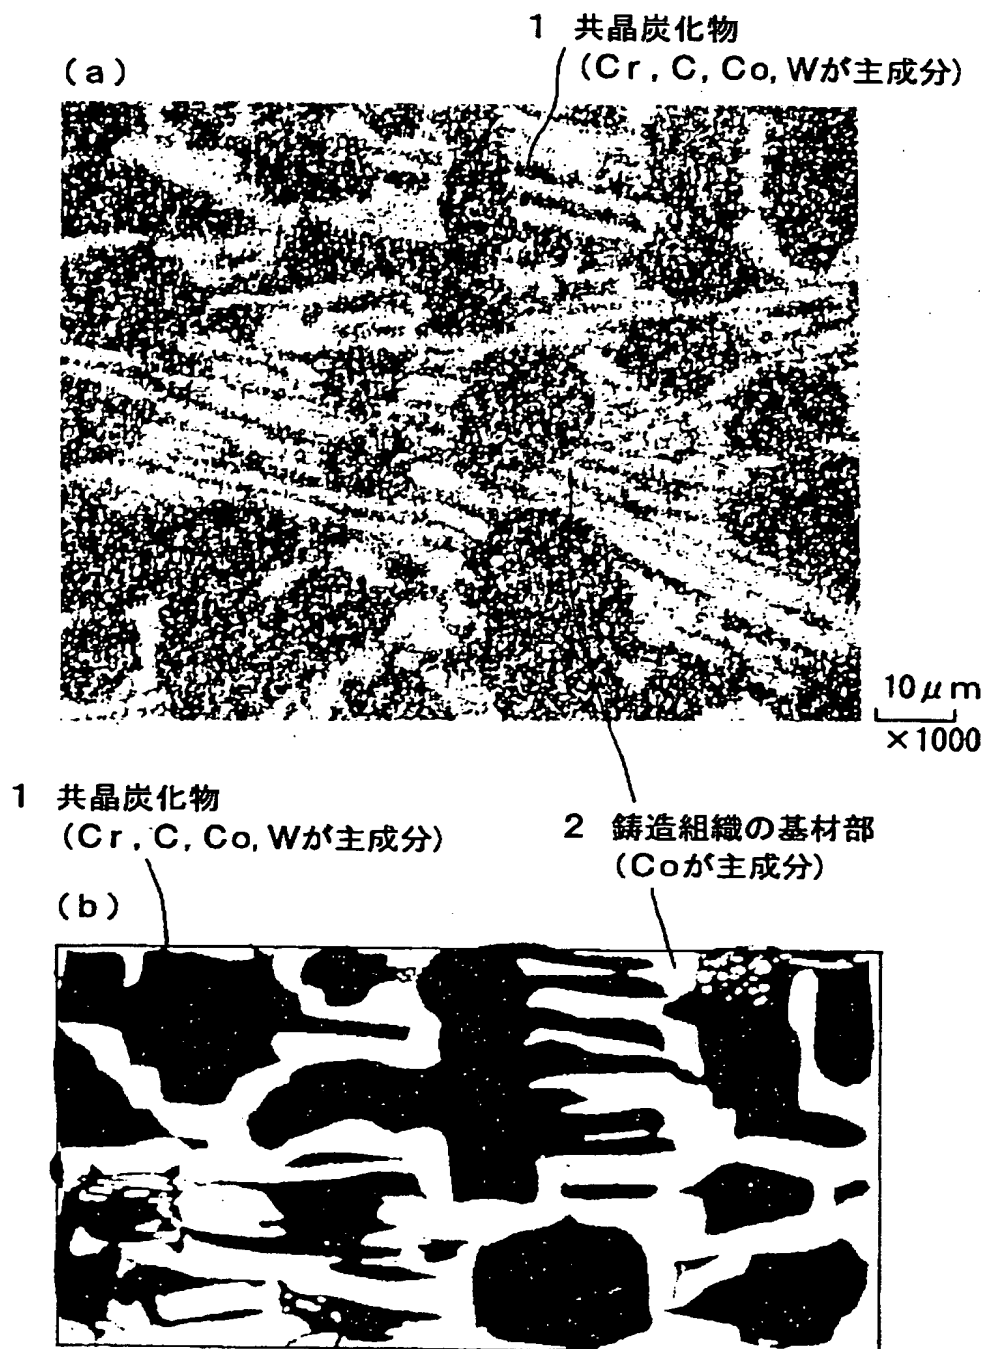 1 共晶炭化物
(Cr, C, Co, Wが主成分)
(a)
10μm
×1000
1 共晶炭化物
(Cr, C, Co, Wが主成分)
2 鋳造組織の基材部
(Coが主成分)
(b)